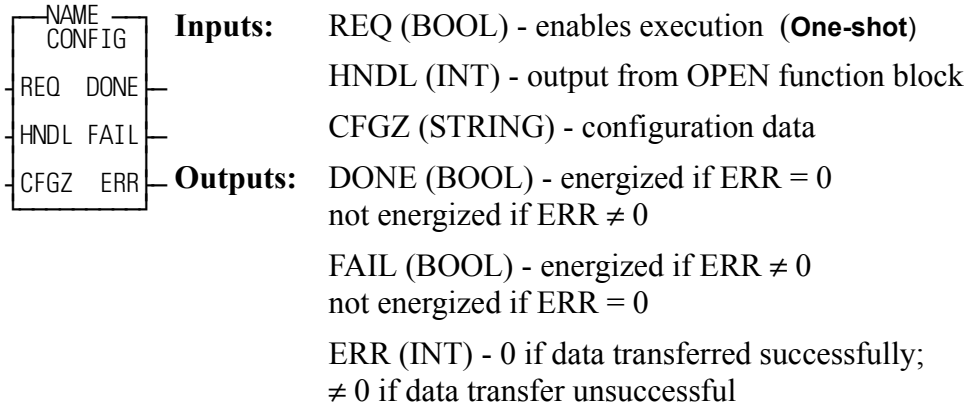 NAME
CONFIG
REQ DONE
HNDL FAIL
CFGZ ERR
Inputs: REQ (BOOL) - enables execution (One-shot)
HNDL (INT) - output from OPEN function block
CFGZ (STRING) - configuration data
Outputs: DONE (BOOL) - energized if ERR = 0
not energized if ERR ≠ 0
FAIL (BOOL) - energized if ERR ≠ 0
not energized if ERR = 0
ERR (INT) - 0 if data transferred successfully;
≠ 0 if data transfer unsuccessful